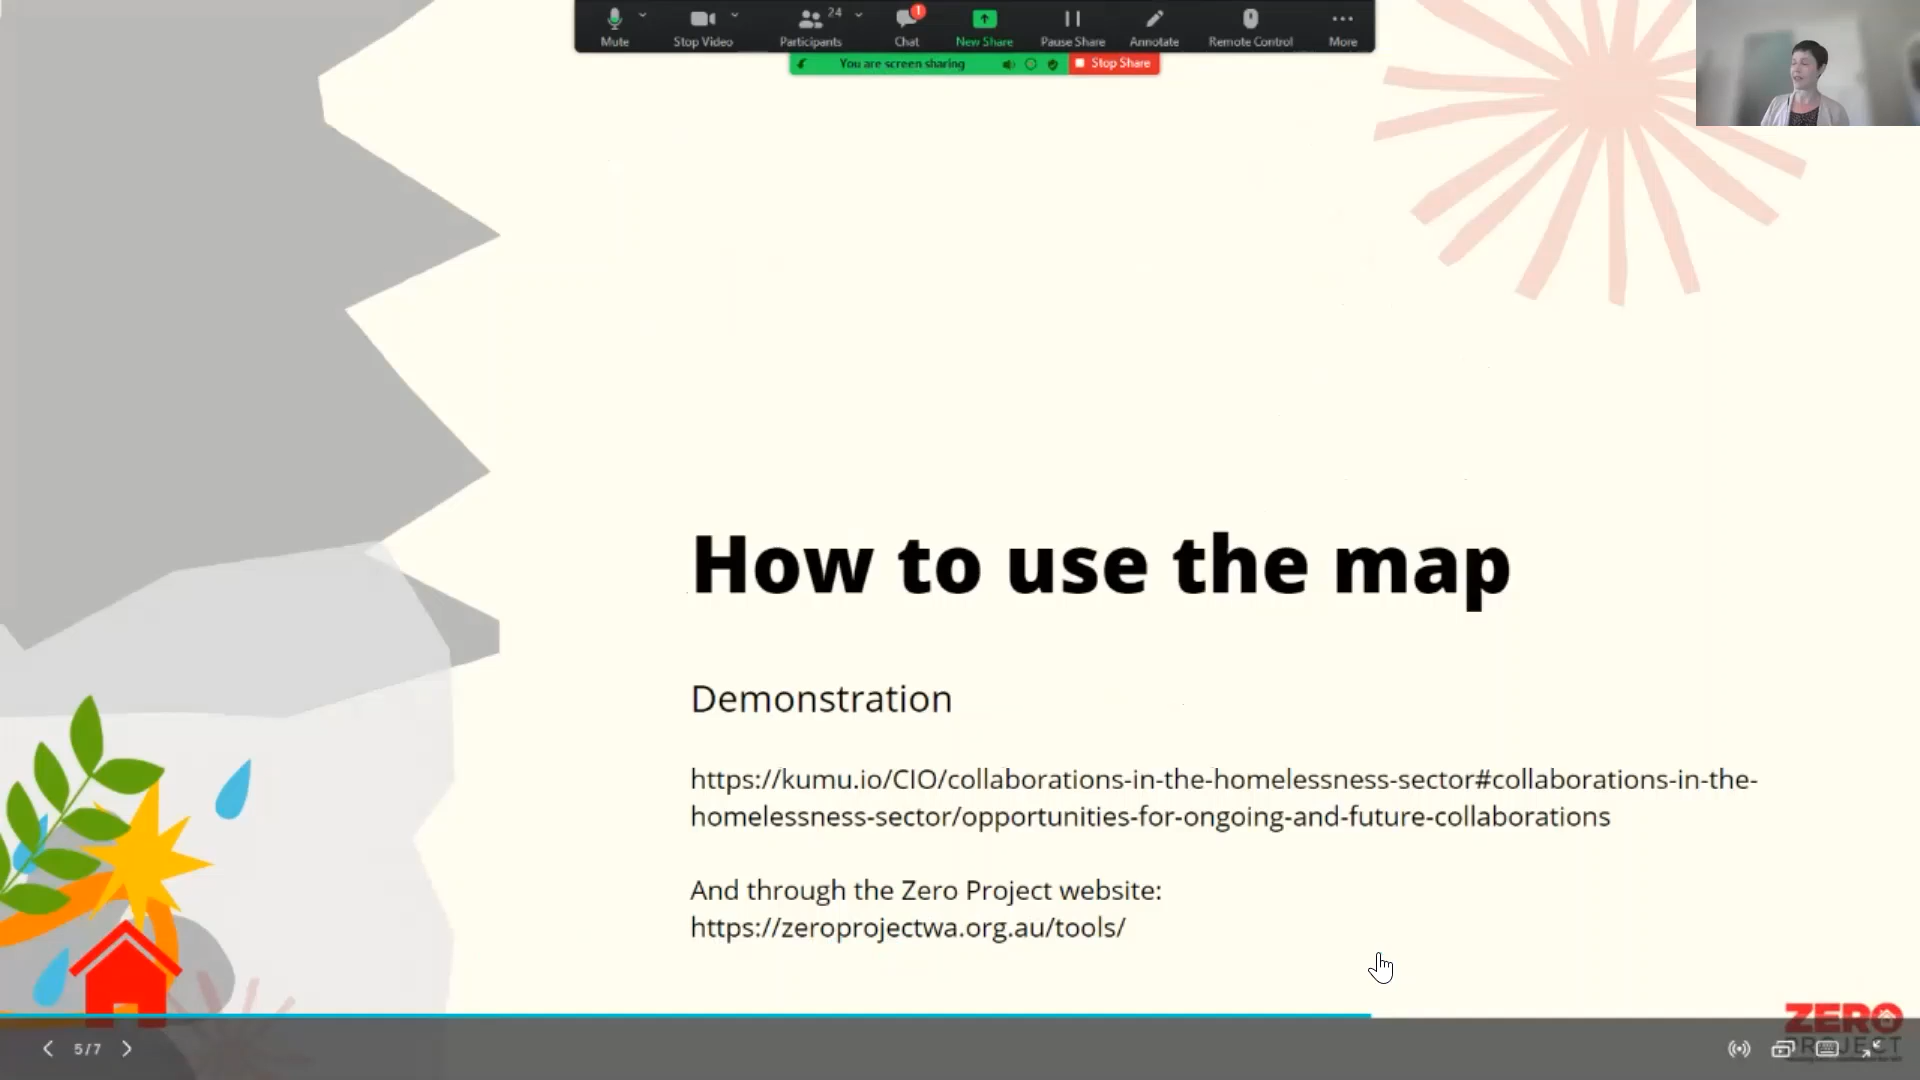 Mute
Stop Video
24
Participants
1
Chat
New Share
Pause Share
Annotate
Remote Control
More
You are screen sharing
Stop Share
How to use the map
Demonstration
https://kumu.io/CIO/collaborations-in-the-homelessness-sector#collaborations-in-the-
homelessness-sector/opportunities-for-ongoing-and-future-collaborations
And through the Zero Project website:
https://zeroprojectwa.org.au/tools/
ZERO
PROJECT
5/7